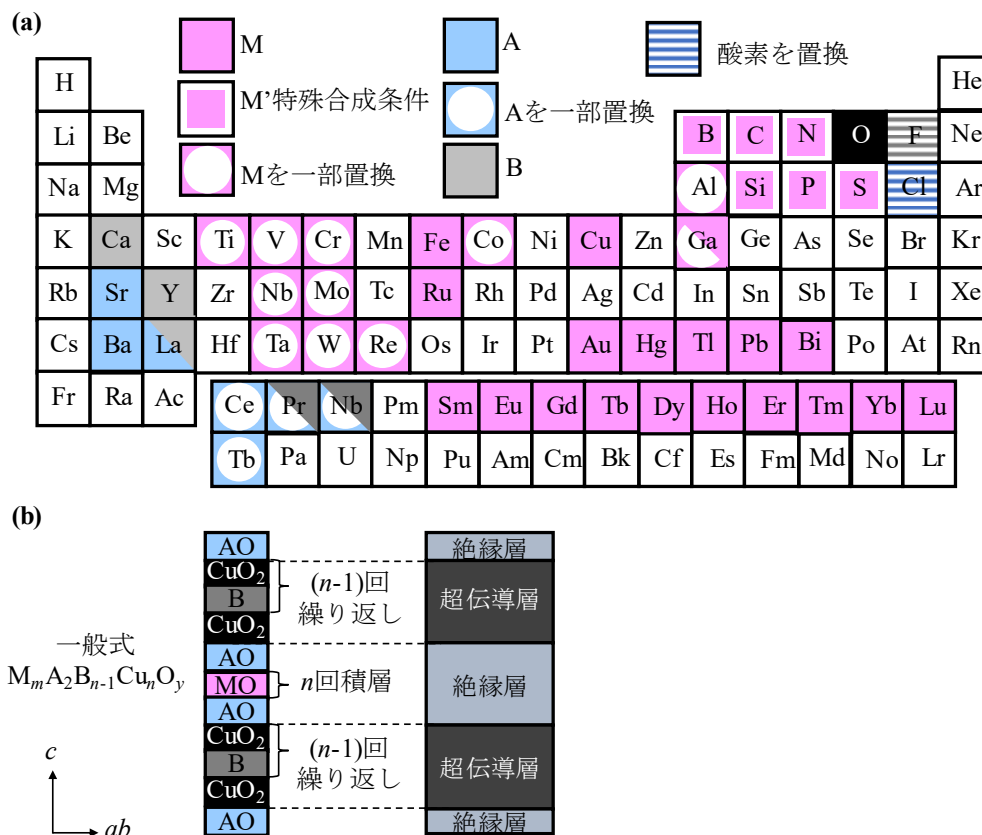 (a)
M
A
酸素を置換
M’特殊合成条件
Aを一部置換
Mを一部置換
B
H He
Li Be B C N O F Ne
Na Mg Al Si P S Cl Ar
K Ca Sc Ti V Cr Mn Fe Co Ni Cu Zn Ga Ge As Se Br Kr
Rb Sr Y Zr Nb Mo Tc Ru Rh Pd Ag Cd In Sn Sb Te I Xe
Cs Ba La Hf Ta W Re Os Ir Pt Au Hg Tl Pb Bi Po At Rn
Fr Ra Ac
Ce Pr Nb Pm Sm Eu Gd Tb Dy Ho Er Tm Yb Lu
Tb Pa U Np Pu Am Cm Bk Cf Es Fm Md No Lr
(b)
一般式
MmA2Bn-1CunOy
c
ab
AO
CuO2
B
CuO2
AO
MO
AO
CuO2
B
CuO2
AO
(n-1)回
繰り返し
n回積層
(n-1)回
繰り返し
絶縁層
超伝導層
絶縁層
超伝導層
絶縁層